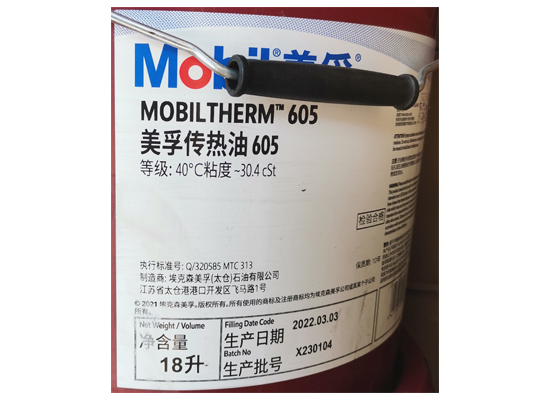 Mobil® 美孚®
MOBILTHERM™ 605
美孚传热油 605
等级: 40°C粘度 ~30.4 cSt
检验合格
执行标准号: Q/320585 MTC 313
制造商: 埃克森美孚(太仓)石油有限公司
江苏省太仓港港口开发区飞马路1号
© 2021 埃克森美孚。版权所有。所有使用的商标及注册商标均为埃克森美孚公司或其某个子公司
所有。
Net Weight / Volume
净含量
18升
Filling Date Code
生产日期
2022.03.03
Batch No
生产批号
X230104